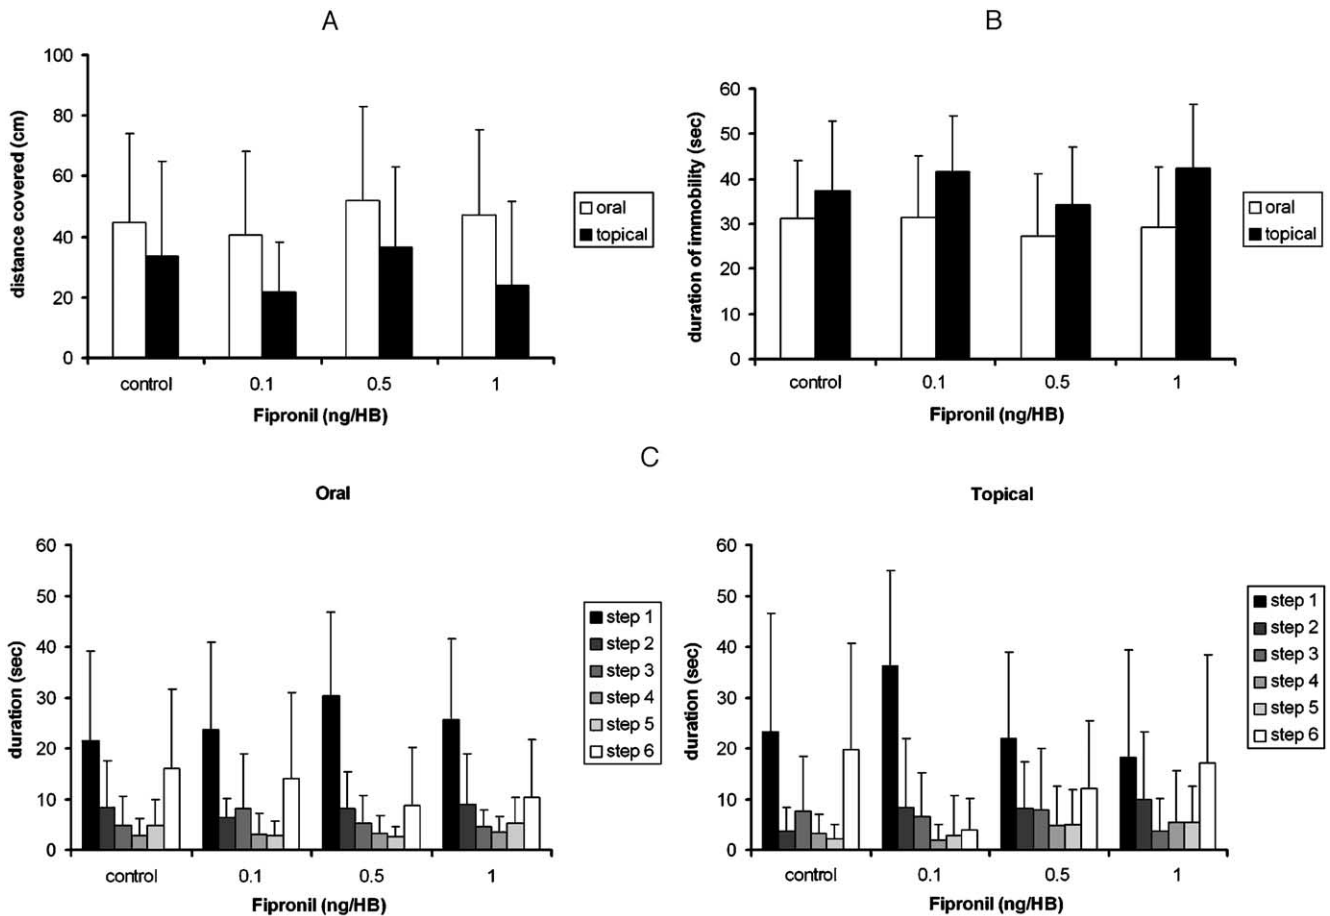 A
100
80
60
40
20
0
distance covered (cm)
control 0.1 0.5 1
Fipronil (ng/HB)
oral
topical
B
60
50
40
30
20
10
0
duration of immobility (sec)
control 0.1 0.5 1
Fipronil (ng/HB)
oral
topical
C
Oral
60
50
40
30
20
10
0
duration (sec)
control 0.1 0.5 1
Fipronil (ng/HB)
step 1
step 2
step 3
step 4
step 5
step 6
Topical
60
50
40
30
20
10
0
duration (sec)
control 0.1 0.5 1
Fipronil (ng/HB)
step 1
step 2
step 3
step 4
step 5
step 6